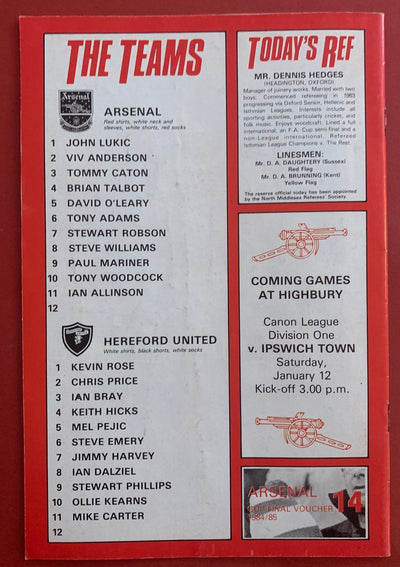 THE TEAMS
Arsenal
ARSENAL
Red shirts, white neck and
sleeves, white shorts, red socks
1 JOHN LUKIC
2 VIV ANDERSON
3 TOMMY CATON
4 BRIAN TALBOT
5 DAVID O'LEARY
6 TONY ADAMS
7 STEWART ROBSON
8 STEVE WILLIAMS
9 PAUL MARINER
10 TONY WOODCOCK
11 IAN ALLINSON
12
HEREFORD UNITED
White shirts, black shorts, white socks
1 KEVIN ROSE
2 CHRIS PRICE
3 IAN BRAY
4 KEITH HICKS
5 MEL PEJIC
6 STEVE EMERY
7 JIMMY HARVEY
8 IAN DALZIEL
9 STEWART PHILLIPS
10 OLLIE KEARNS
11 MIKE CARTER
12
TODAY'S REF
MR. DENNIS HEDGES
(HEADINGTON, OXFORD)
Manager of joinery works. Married with two
boys. Commenced refereeing in 1963
progressing via Oxford Senior, Hellenic and
Isthmian Leagues. Interests include all
sporting activities, particularly cricket, and
folk music. Enjoys woodcraft. Lined a full
international, an F.A. Cup semi-final and a
non-League international. Refereed
Isthmian League Champions v. The Rest.
LINESMEN:
Mr. D. A. DAUGHTERY (Sussex)
Red Flag
Mr. D. A. BRUNNING (Kent)
Yellow Flag
The reserve official today has been appointed
by the North Middlesex Referees' Society
COMING GAMES
AT HIGHBURY
Canon League
Division One
v. IPSWICH TOWN
Saturday,
January 12
Kick-off 3.00 p.m.
ARSENAL
CUP FINAL VOUCHER
1984/85
14